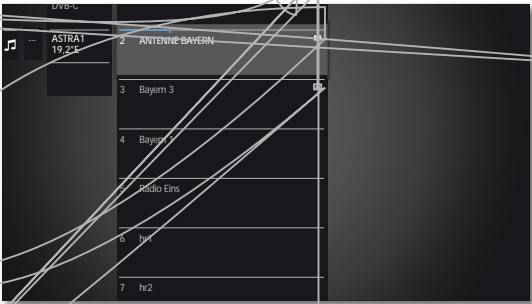 DVB-C
...
ASTRA1
19.2°E
2 ANTENNE BAYERN
3 Bayern 3
4 Bayern 1
5 Radio Eins
6 hr1
7 hr2